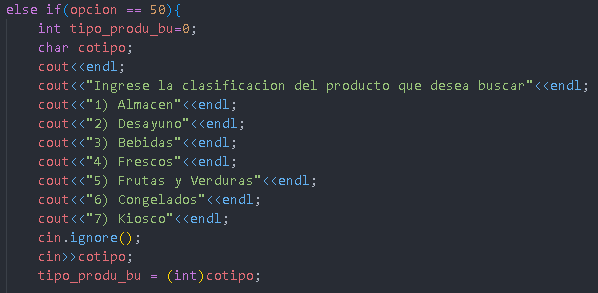 else if(opcion == 50){
int tipo_produ_bu=0;
char cotipo;
cout<<endl;
cout<<"Ingrese la clasificacion del producto que desea buscar"<<endl;
cout<<"1) Almacen"<<endl;
cout<<"2) Desayuno"<<endl;
cout<<"3) Bebidas"<<endl;
cout<<"4) Frescos"<<endl;
cout<<"5) Frutas y Verduras"<<endl;
cout<<"6) Congelados"<<endl;
cout<<"7) Kiosco"<<endl;
cin.ignore();
cin>>cotipo;
tipo_produ_bu = (int)cotipo;